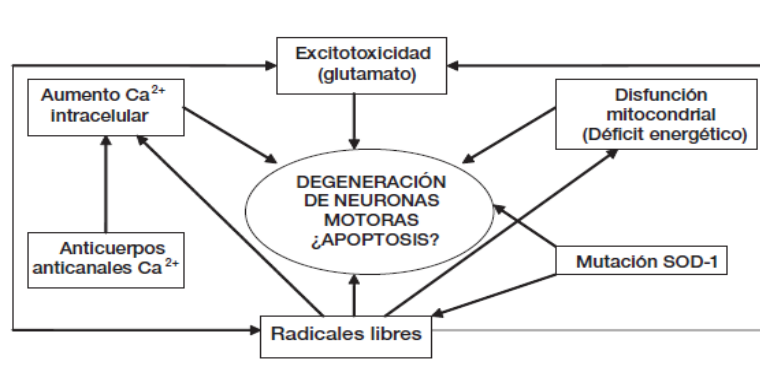 Excitotoxicidad
(glutamato)
Aumento Ca²⁺
intracelular
Disfunción
mitocondrial
(Déficit energético)
DEGENERACIÓN
DE NEURONAS
MOTORAS
¿APOPTOSIS?
Anticuerpos
anticanales Ca²⁺
Mutación SOD-1
Radicales libres